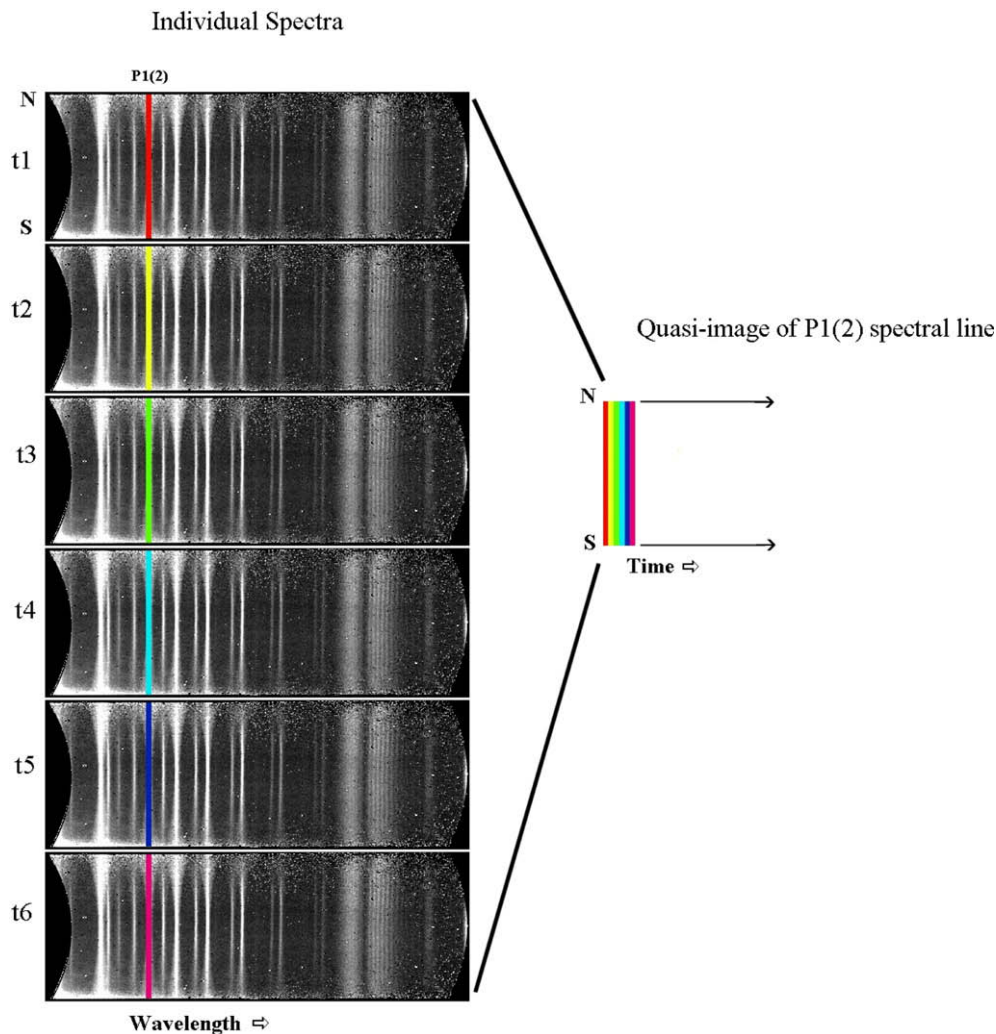 Individual Spectra
P1(2)
N
t1
S
t2
t3
t4
t5
t6
Wavelength ⇨
Quasi-image of P1(2) spectral line
N
S
Time ⇨